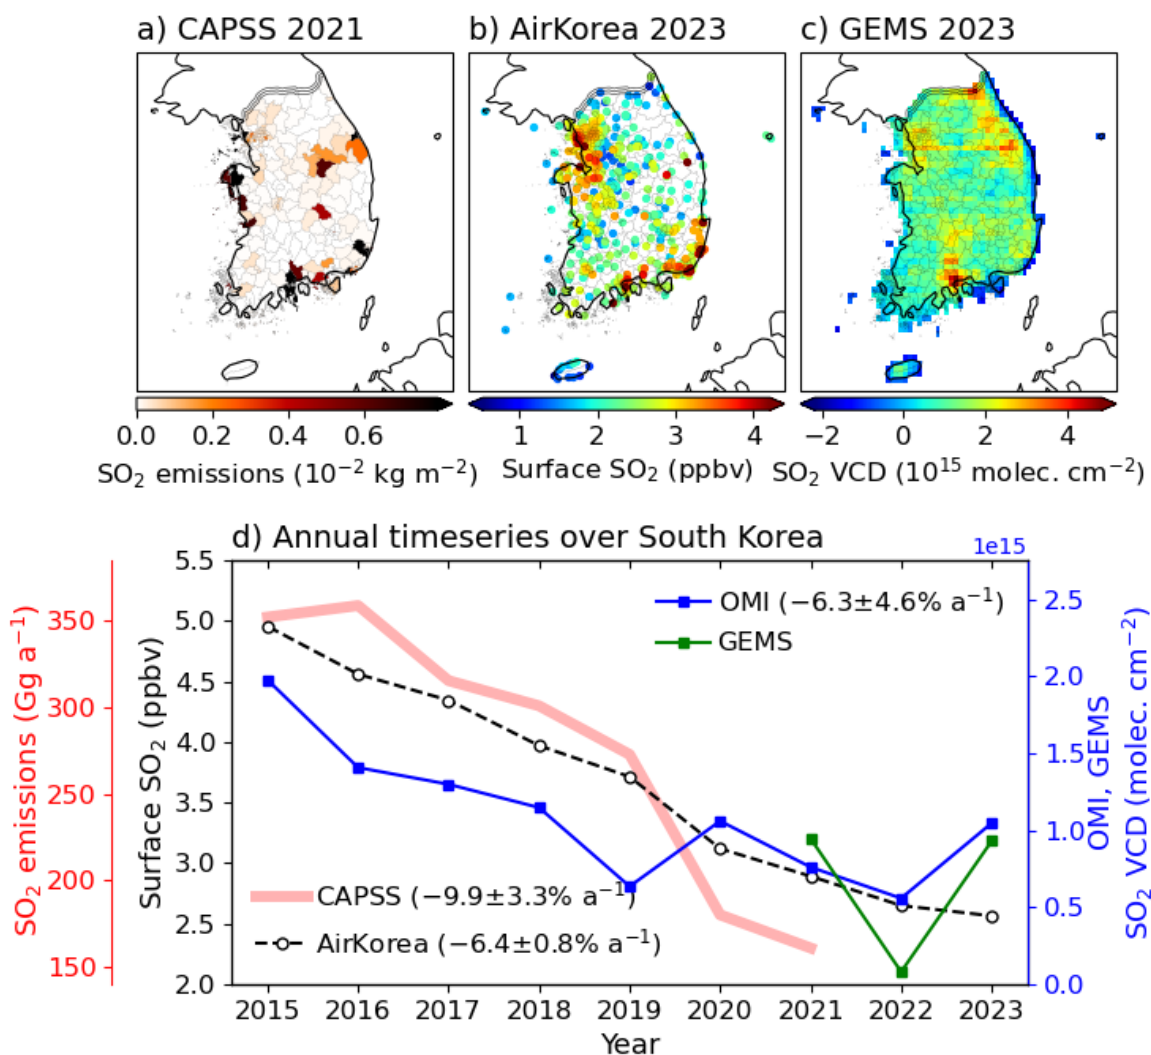 a) CAPSS 2021
b) AirKorea 2023
c) GEMS 2023
0.0 0.2 0.4 0.6
SO₂ emissions (10⁻² kg m⁻²)
1 2 3 4
Surface SO₂ (ppbv)
−2 0 2 4
SO₂ VCD (10¹⁵ molec. cm⁻²)
d) Annual timeseries over South Korea
1e15
SO₂ emissions (Gg a⁻¹)
350
300
250
200
150
Surface SO₂ (ppbv)
5.5
5.0
4.5
4.0
3.5
3.0
2.5
2.0
OMI (−6.3±4.6% a⁻¹)
GEMS
CAPSS (−9.9±3.3% a⁻¹)
AirKorea (−6.4±0.8% a⁻¹)
2.5
2.0
1.5
1.0
0.5
0.0
OMI, GEMS
SO₂ VCD (molec. cm⁻²)
2015 2016 2017 2018 2019 2020 2021 2022 2023
Year